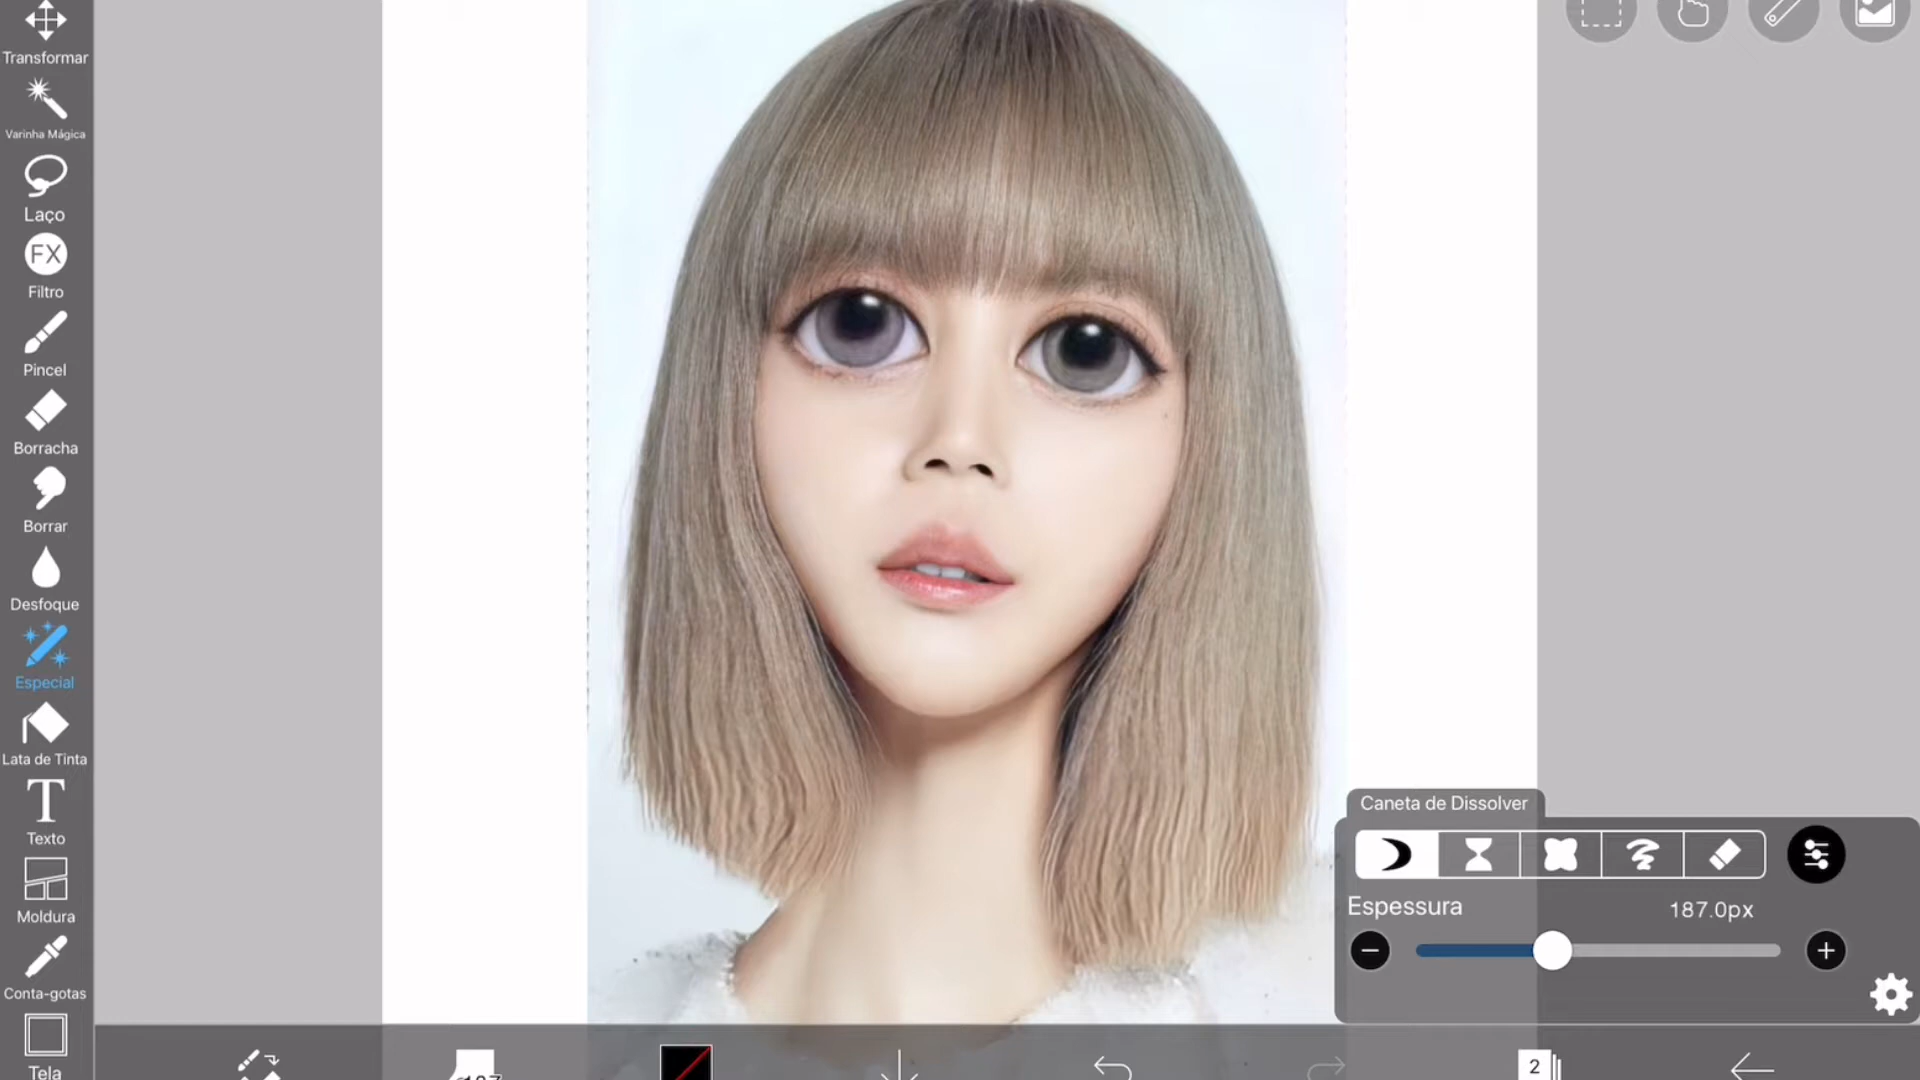 Transformar
Varinha Mágica
Laço
FX
Filtro
Pincel
Borracha
Borrar
Desfoque
Especial
Lata de Tinta
T
Texto
Moldura
Conta-gotas
Tela
Caneta de Dissolver
Espessura
187.0px
2